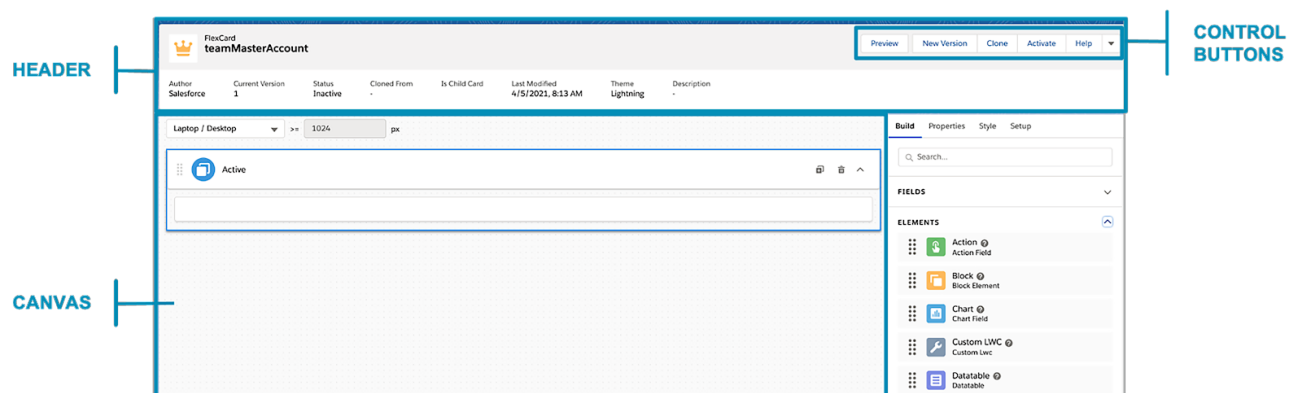 HEADER
FlexCard
teamMasterAccount
Preview New Version Clone Activate Help
CONTROL
BUTTONS
Author Current Version Status Cloned From Is Child Card Last Modified Theme Description
Salesforce 1 Inactive - 4/5/2021, 8:13 AM Lightning -
Laptop / Desktop >= 1024 px
Build Properties Style Setup
Active
Search...
FIELDS
ELEMENTS
Action
Action Field
Block
Block Element
CANVAS
Chart
Chart Field
Custom LWC
Custom Lwc
Datatable
Datatable